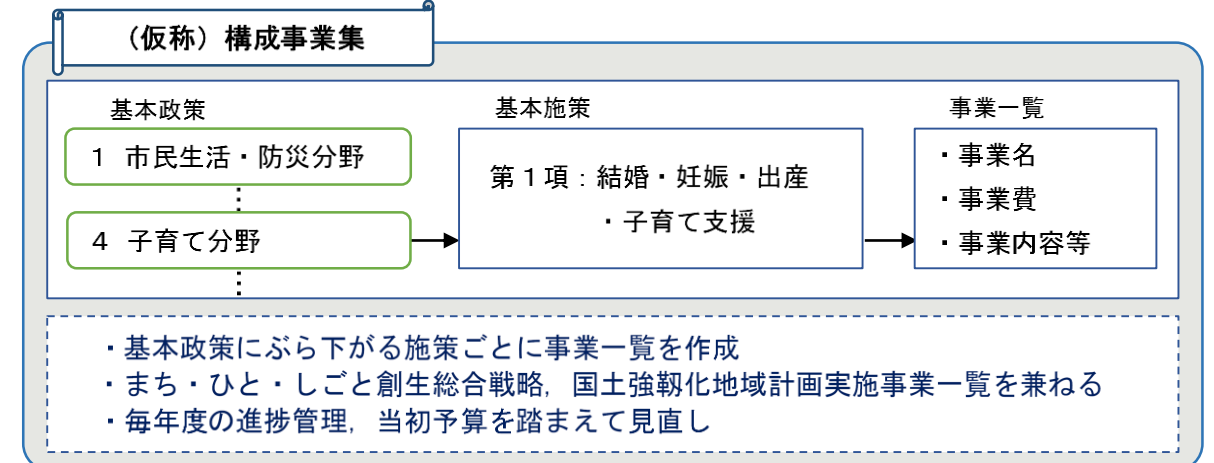 （仮称）構成事業集
基本政策
1 市民生活・防災分野
4 子育て分野
基本施策
第１項：結婚・妊娠・出産
・子育て支援
事業一覧
・事業名
・事業費
・事業内容等
・基本政策にぶら下がる施策ごとに事業一覧を作成
・まち・ひと・しごと創生総合戦略，国土強靱化地域計画実施事業一覧を兼ねる
・毎年度の進捗管理，当初予算を踏まえて見直し